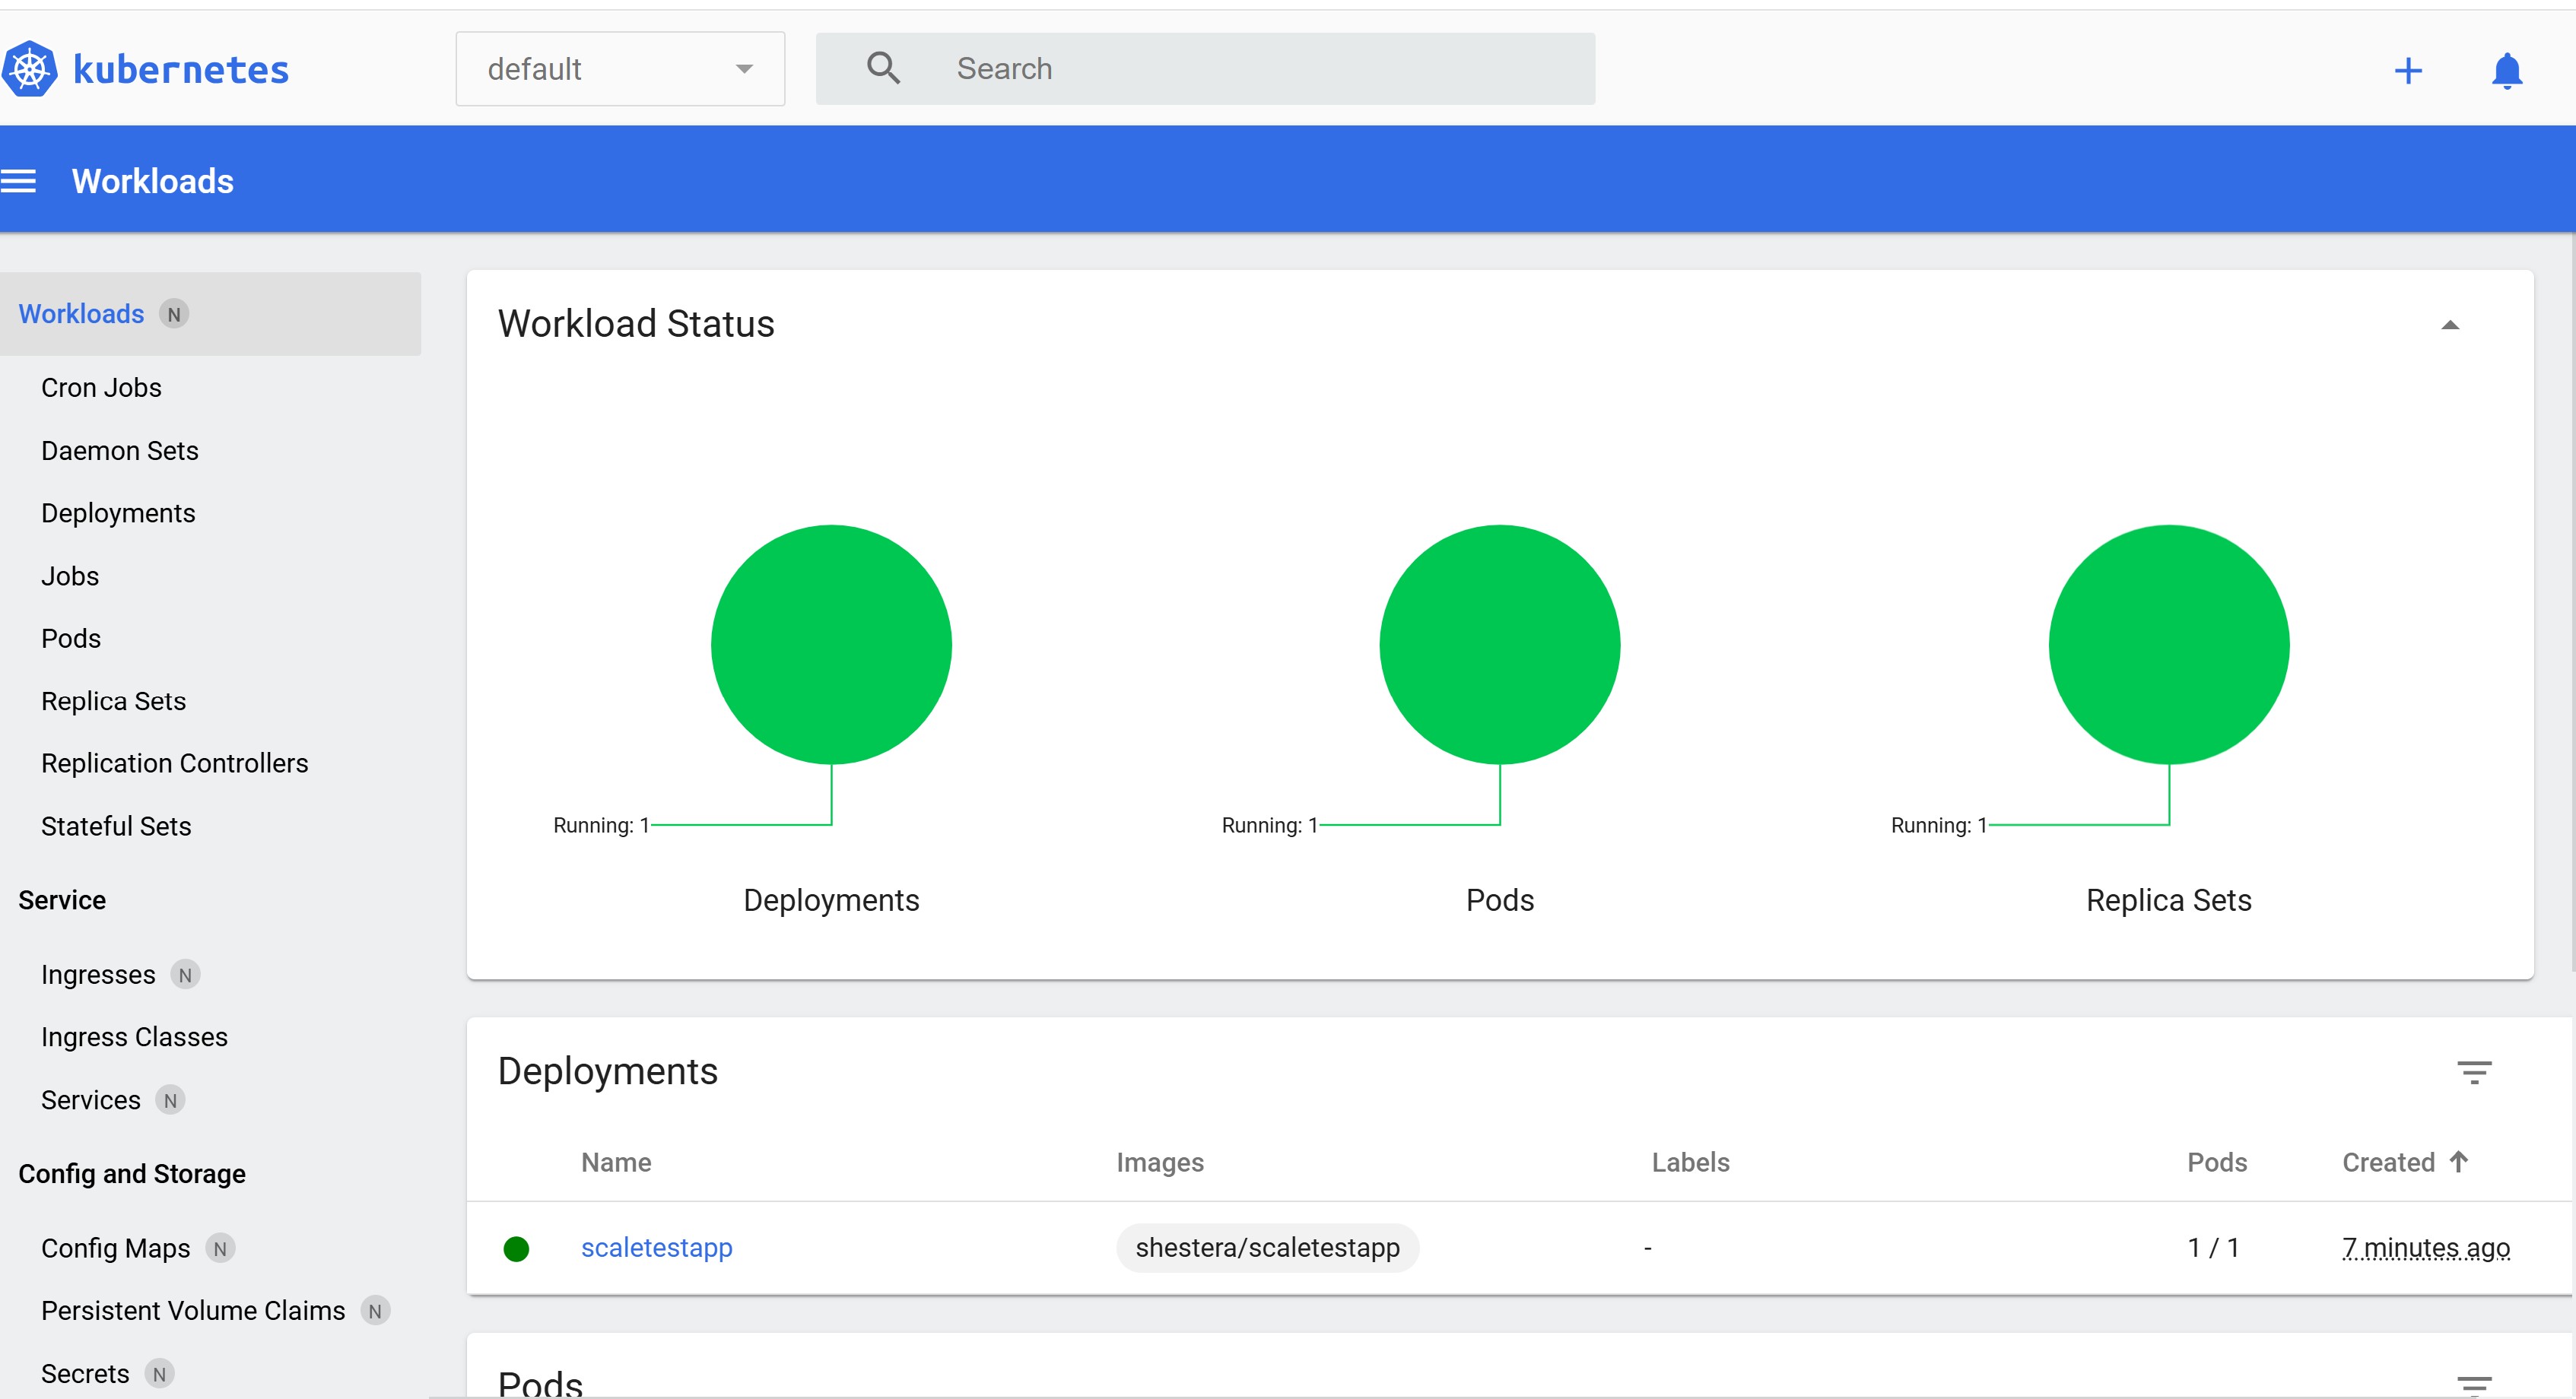 kubernetes
default
Search
Workloads
Workloads N
Cron Jobs
Daemon Sets
Deployments
Jobs
Pods
Replica Sets
Replication Controllers
Stateful Sets
Service
Ingresses N
Ingress Classes
Services N
Config and Storage
Config Maps N
Persistent Volume Claims N
Secrets N
Workload Status
Running: 1
Deployments
Running: 1
Pods
Running: 1
Replica Sets
Deployments
Name Images Labels Pods Created
scaletestapp shestera/scaletestapp - 1 / 1 7 minutes ago
Pods